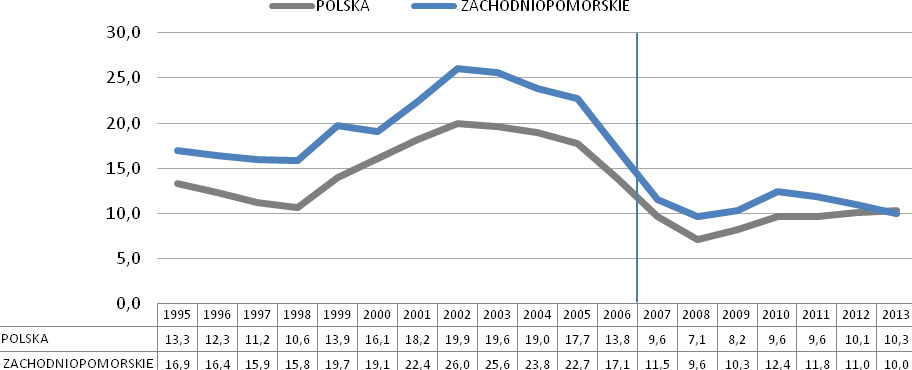 POLSKA ZACHODNIOPOMORSKIE
30,0
25,0
20,0
15,0
10,0
5,0
0,0
1995 1996 1997 1998 1999 2000 2001 2002 2003 2004 2005 2006 2007 2008 2009 2010 2011 2012 2013
POLSKA 13,3 12,3 11,2 10,6 13,9 16,1 18,2 19,9 19,6 19,0 17,7 13,8 9,6 7,1 8,2 9,6 9,6 10,1 10,3
ZACHODNIOPOMORSKIE 16,9 16,4 15,9 15,8 19,7 19,1 22,4 26,0 25,6 23,8 22,7 17,1 11,5 9,6 10,3 12,4 11,8 11,0 10,0